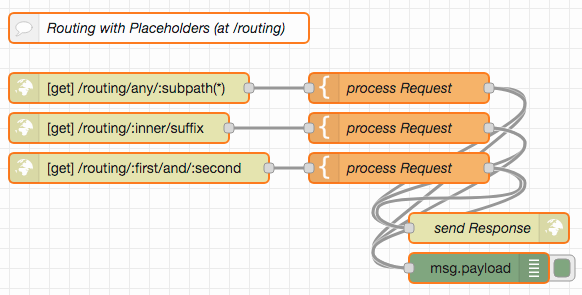 Routing with Placeholders (at /routing)
[get] /routing/any/:subpath(*)
process Request
[get] /routing/:inner/suffix
process Request
[get] /routing/:first/and/:second
process Request
send Response
msg.payload